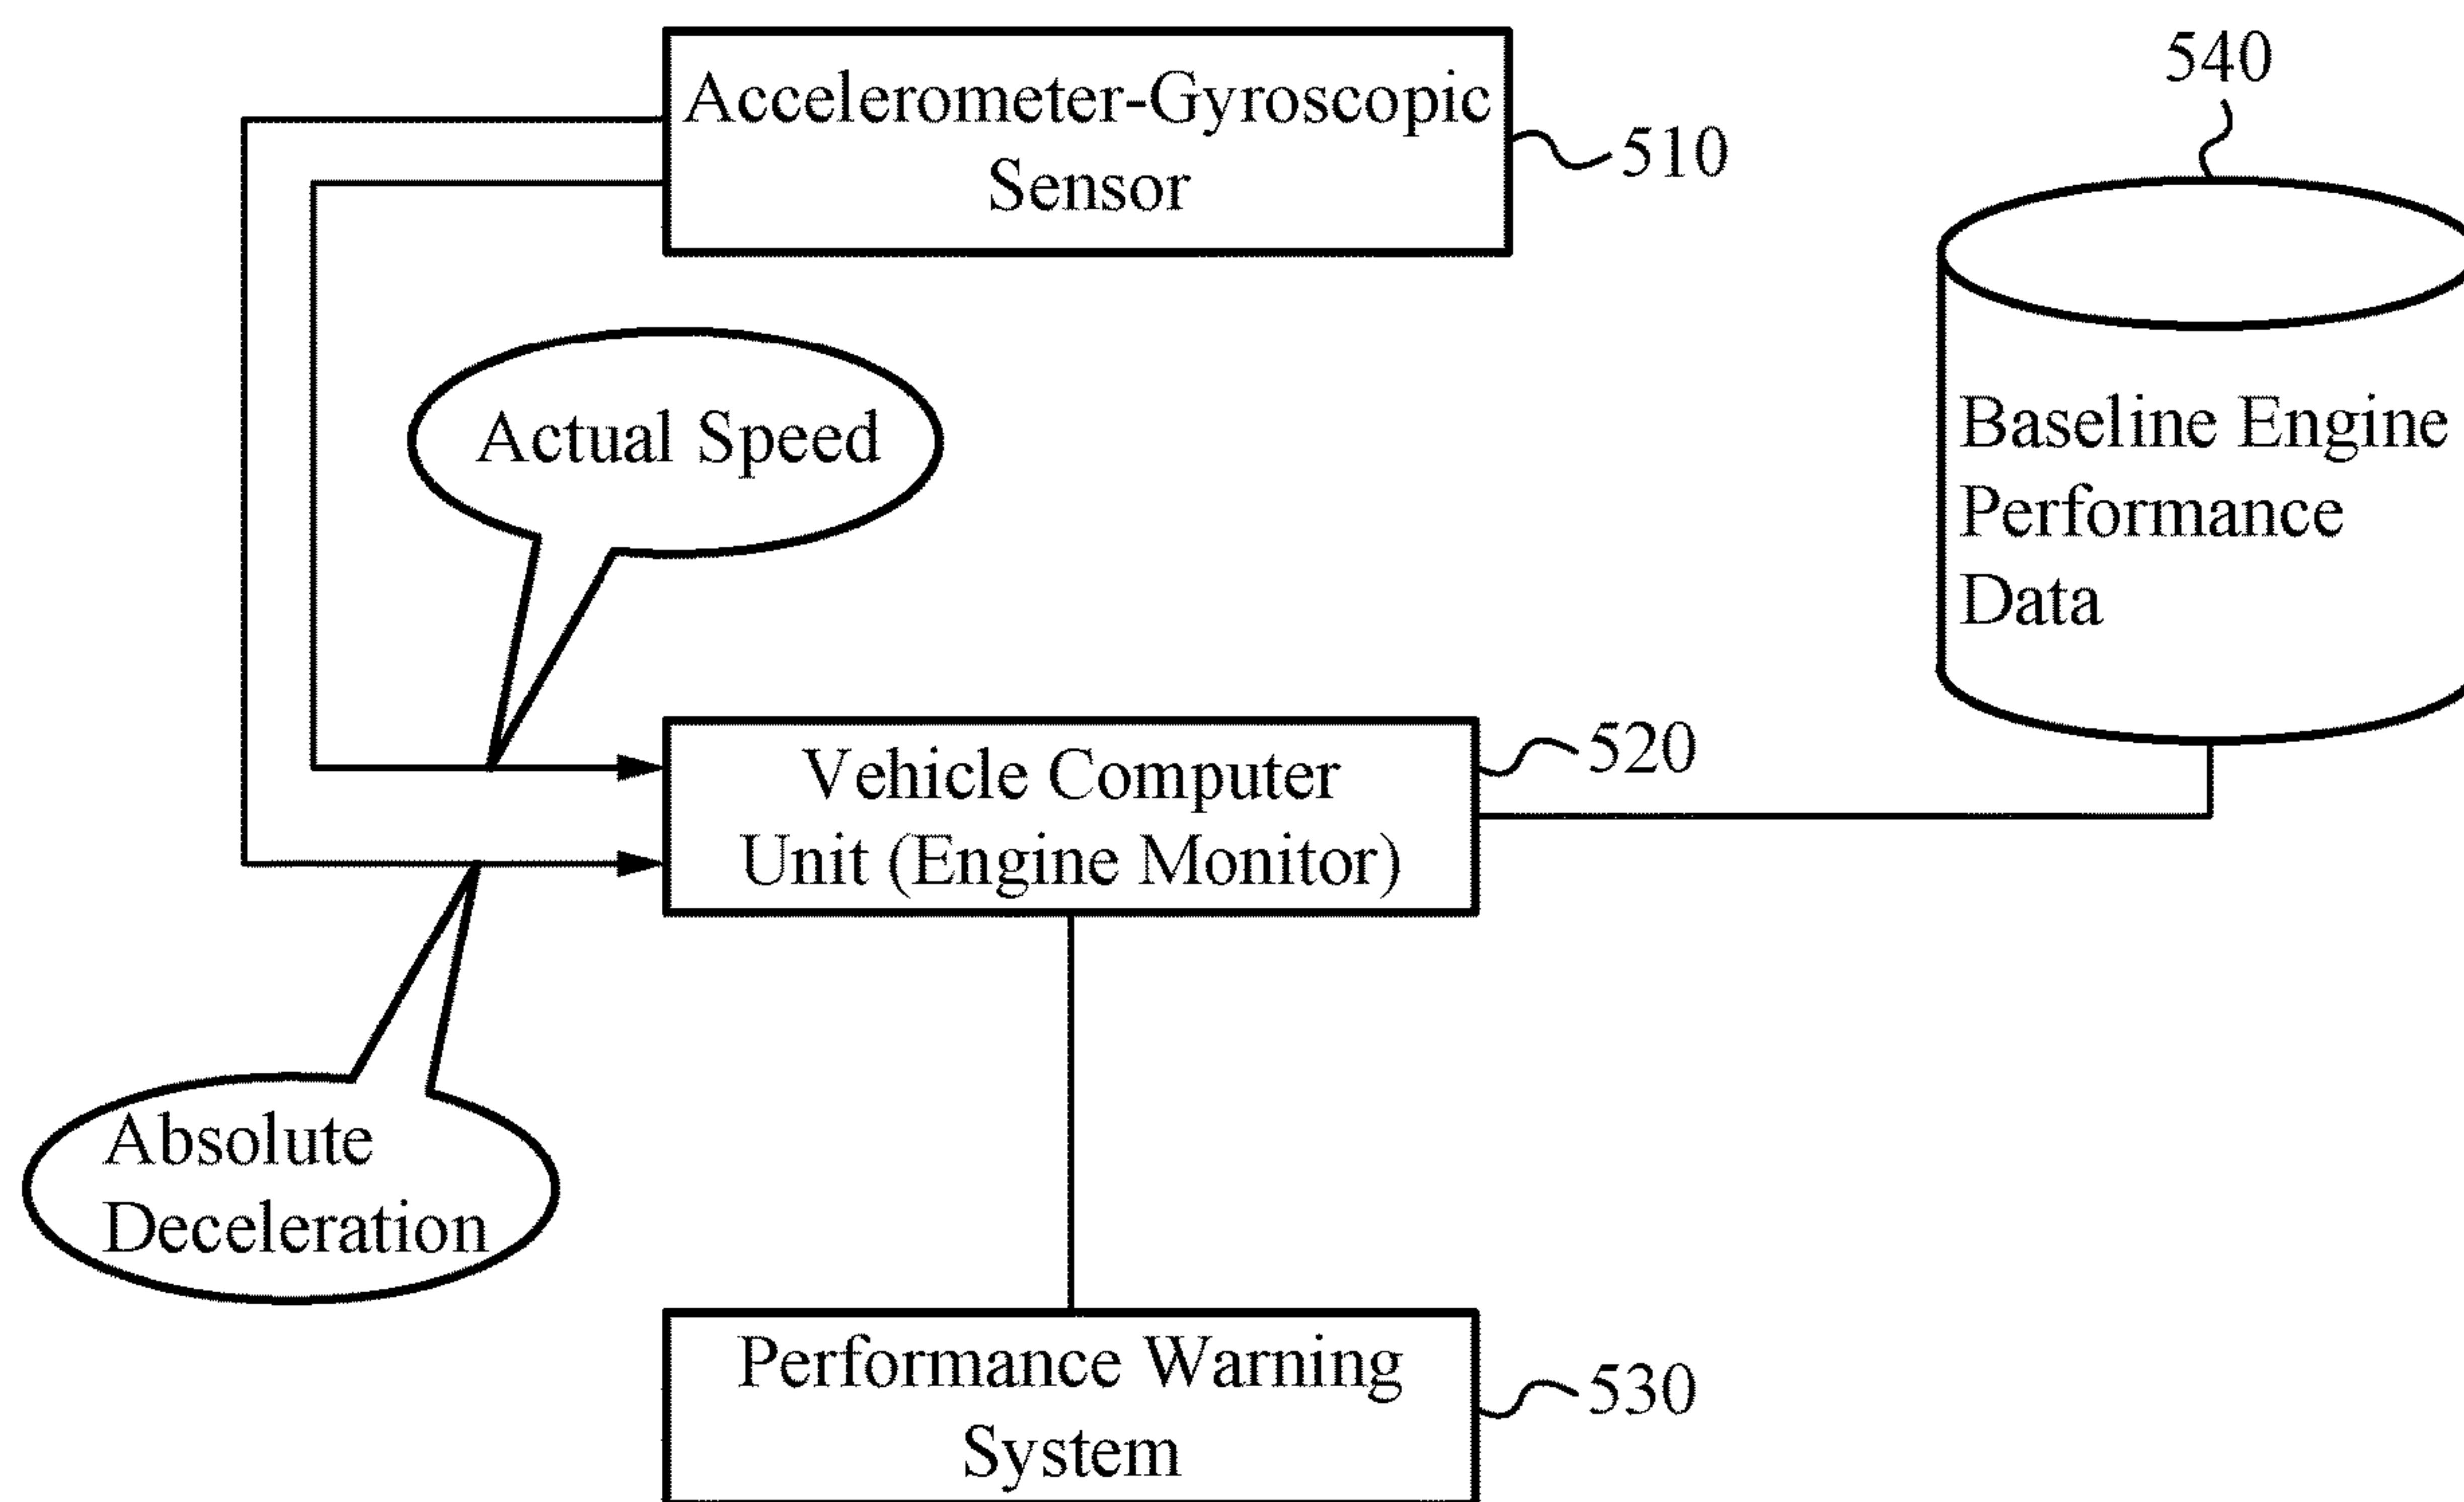 Accelerometer-Gyroscopic
Sensor
510
540
Actual Speed
Baseline Engine
Performance
Data
Vehicle Computer
Unit (Engine Monitor)
520
Absolute
Deceleration
Performance Warning
System
530